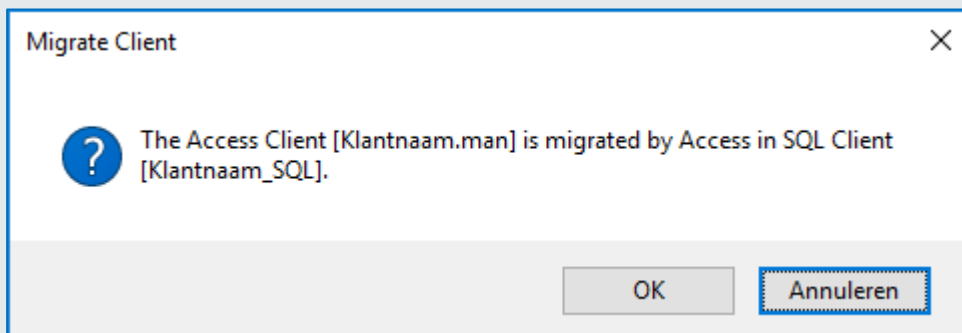 Migrate Client
?
The Access Client [Klantnaam.man] is migrated by Access in SQL Client
[Klantnaam_SQL].
OK
Annuleren